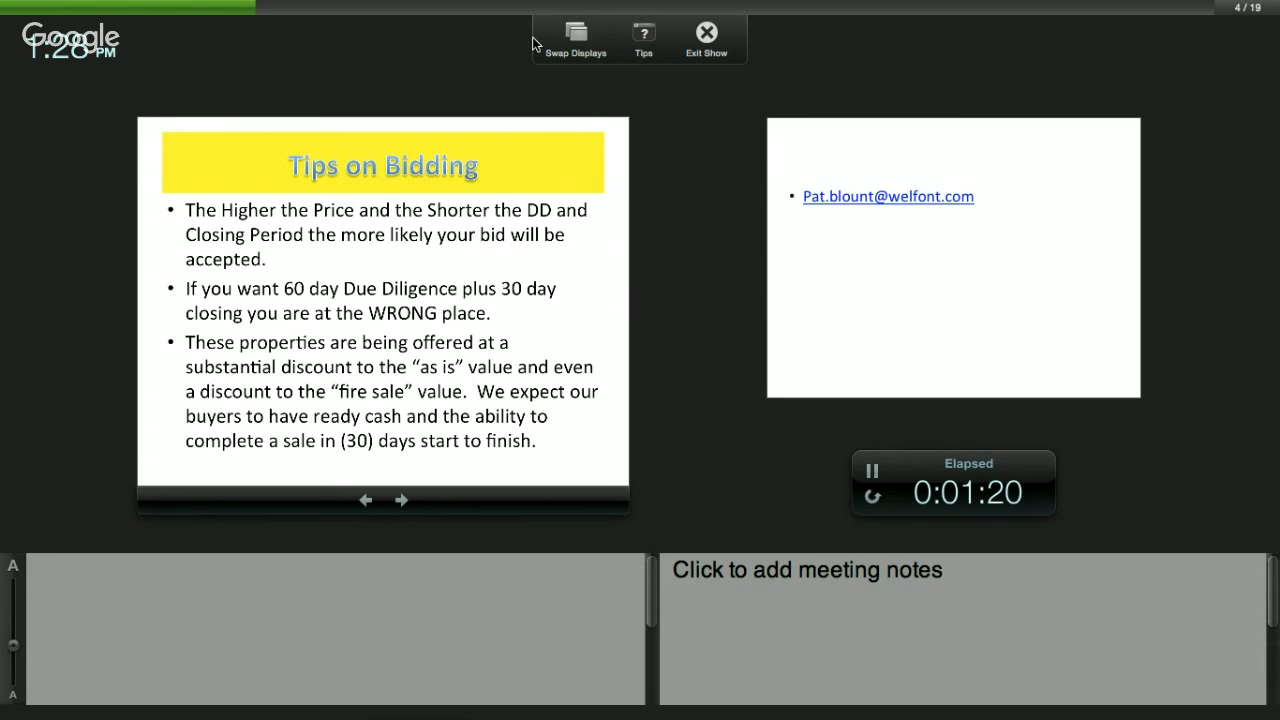 4 / 19
Google
1:28 PM
Swap Displays
Tips
Exit Show
Tips on Bidding
• The Higher the Price and the Shorter the DD and
Closing Period the more likely your bid will be
accepted.
• If you want 60 day Due Diligence plus 30 day
closing you are at the WRONG place.
• These properties are being offered at a
substantial discount to the “as is” value and even
a discount to the “fire sale” value.  We expect our
buyers to have ready cash and the ability to
complete a sale in (30) days start to finish.
• Pat.blount@welfont.com
Elapsed
0:01:20
A
A
Click to add meeting notes